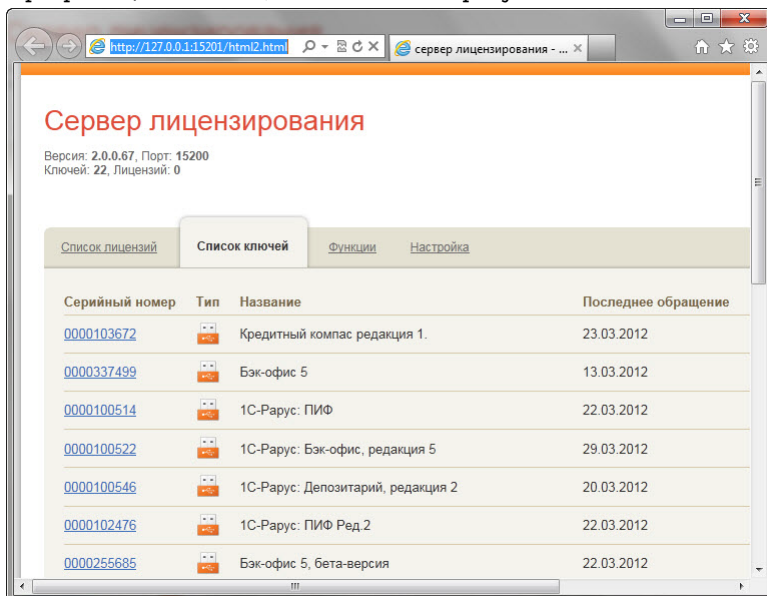 http://127.0.0.1:15201/html2.html
сервер лицензирования - ...
Сервер лицензирования
Версия: 2.0.0.67, Порт: 15200
Ключей: 22, Лицензий: 0
Список лицензий Список ключей Функции Настройка
Серийный номер Тип Название Последнее обращение
0000103672 Кредитный компас редакция 1. 23.03.2012
0000337499 Бэк-офис 5 13.03.2012
0000100514 1С-Рарус: ПИФ 22.03.2012
0000100522 1С-Рарус: Бэк-офис, редакция 5 29.03.2012
0000100546 1С-Рарус: Депозитарий, редакция 2 20.03.2012
0000102476 1С-Рарус: ПИФ Ред.2 22.03.2012
0000255685 Бэк-офис 5, бета-версия 22.03.2012